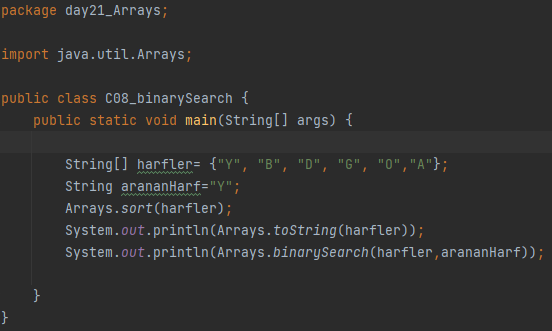 package day21_Arrays;
import java.util.Arrays;
public class C08_binarySearch {
public static void main(String[] args) {
String[] harfler= {"Y", "B", "D", "G", "O","A"};
String arananHarf="Y";
Arrays.sort(harfler);
System.out.println(Arrays.toString(harfler));
System.out.println(Arrays.binarySearch(harfler,arananHarf));
}
}